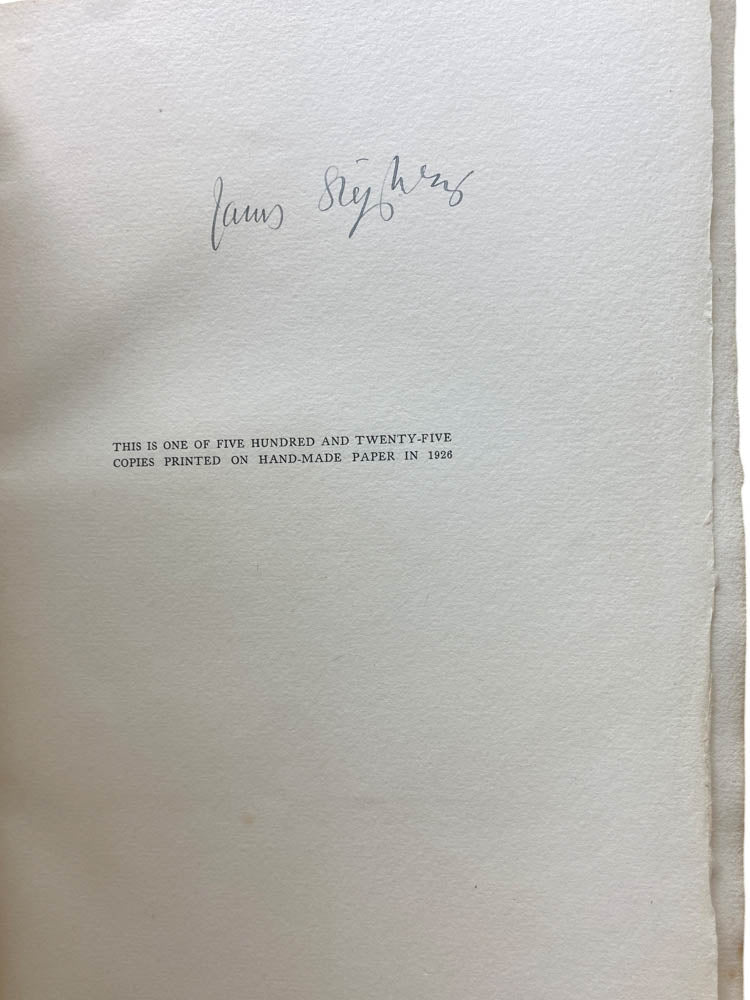 James Stephens
THIS IS ONE OF FIVE HUNDRED AND TWENTY-FIVE
COPIES PRINTED ON HAND-MADE PAPER IN 1926